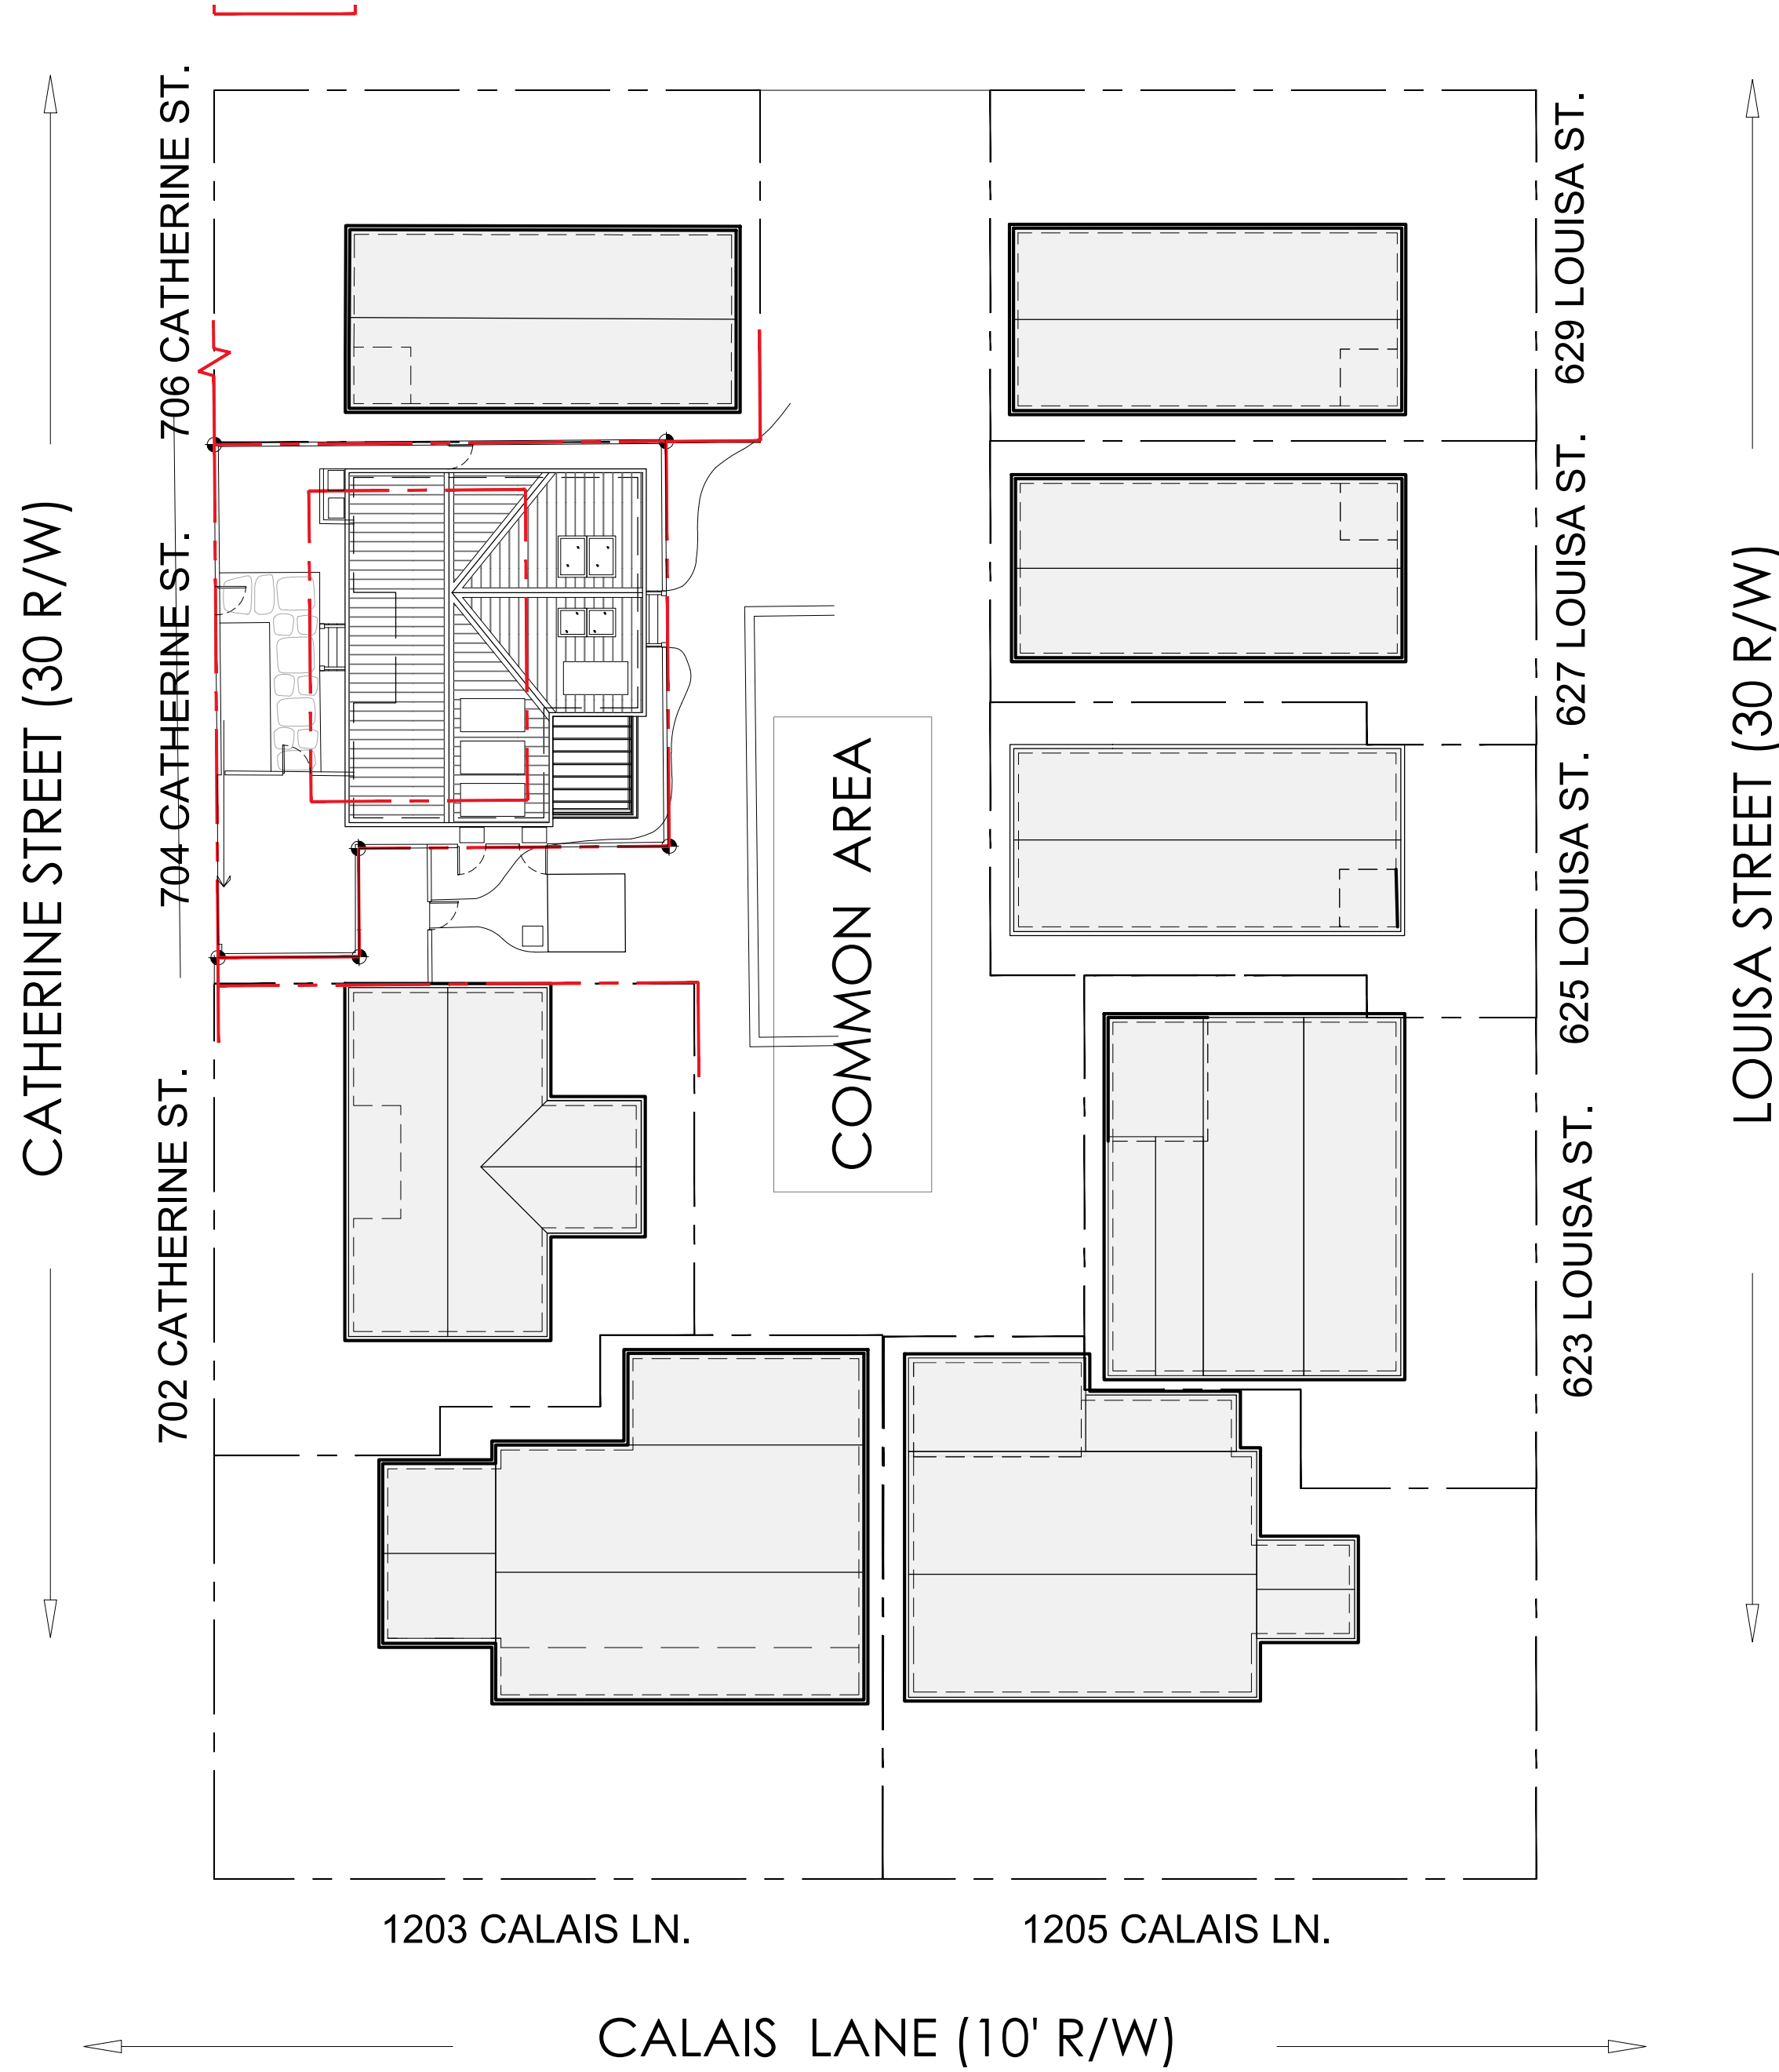 CATHERINE STREET (30 R/W)
706 CATHERINE ST.
704 CATHERINE ST.
702 CATHERINE ST.
COMMON AREA
629 LOUISA ST.
627 LOUISA ST.
625 LOUISA ST.
623 LOUISA ST.
LOUISA STREET (30 R/W)
1203 CALAIS LN.
1205 CALAIS LN.
CALAIS LANE (10' R/W)